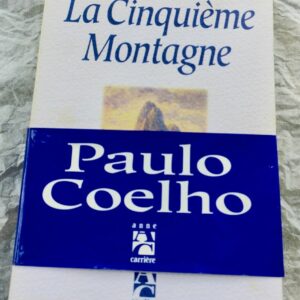 La Cinquième
Montagne
Paulo
Coelho
anne
carrière